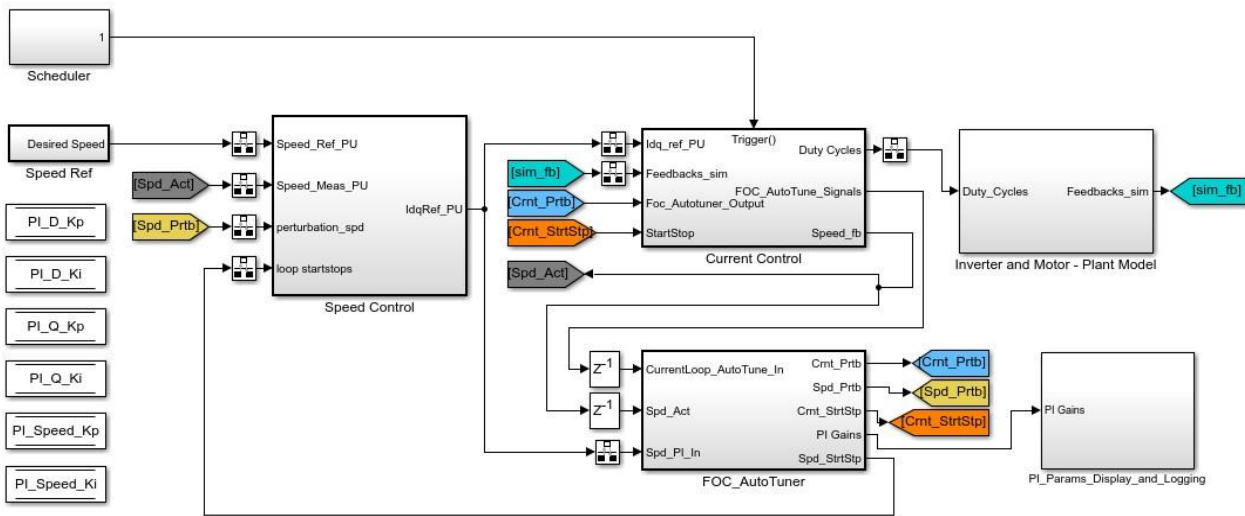 1
Scheduler
Desired Speed
Speed Ref
[Spd_Act]
[Spd_Prtb]
PI_D_Kp
PI_D_Ki
PI_Q_Kp
PI_Q_Ki
PI_Speed_Kp
PI_Speed_Ki
Speed_Ref_PU
Speed_Meas_PU
perturbation_spd
loop startstops
IdqRef_PU
Speed Control
[sim_fb]
[Crnt_Prtb]
[Crnt_StrtStp]
[Spd_Act]
Trigger()
Idq_ref_PU
Feedbacks_sim
Foc_Autotuner_Output
StartStop
Duty Cycles
FOC_AutoTune_Signals
Speed_fb
Current Control
Duty_Cycles
Feedbacks_sim
Inverter and Motor - Plant Model
[sim_fb]
Z-1
Z-1
CurrentLoop_AutoTune_In
Spd_Act
Spd_PI_In
Crnt_Prtb
Spd_Prtb
Crnt_StrtStp
PI Gains
Spd_StrtStp
FOC_AutoTuner
[Crnt_Prtb]
[Spd_Prtb]
[Crnt_StrtStp]
PI Gains
PI_Params_Display_and_Logging